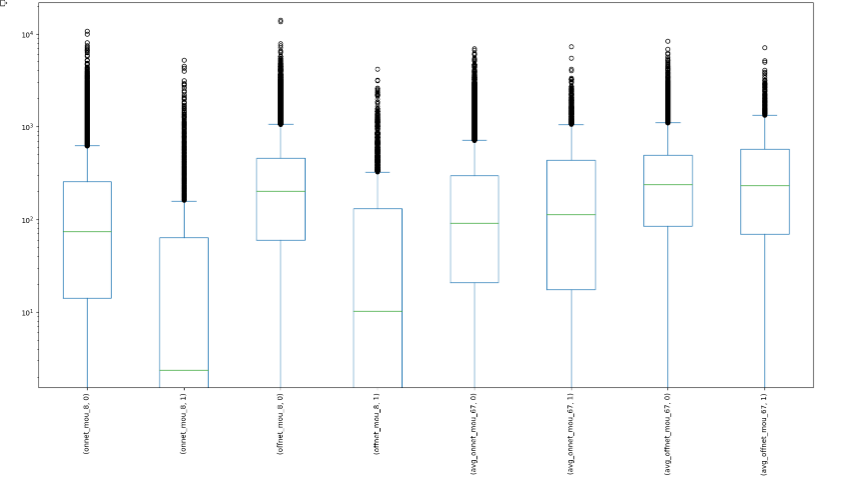 10⁴
10³
10²
10¹
(onnet_mou_8, 0)
(onnet_mou_8, 1)
(offnet_mou_8, 0)
(offnet_mou_8, 1)
(avg_onnet_mou_67, 0)
(avg_onnet_mou_67, 1)
(avg_offnet_mou_67, 0)
(avg_offnet_mou_67, 1)